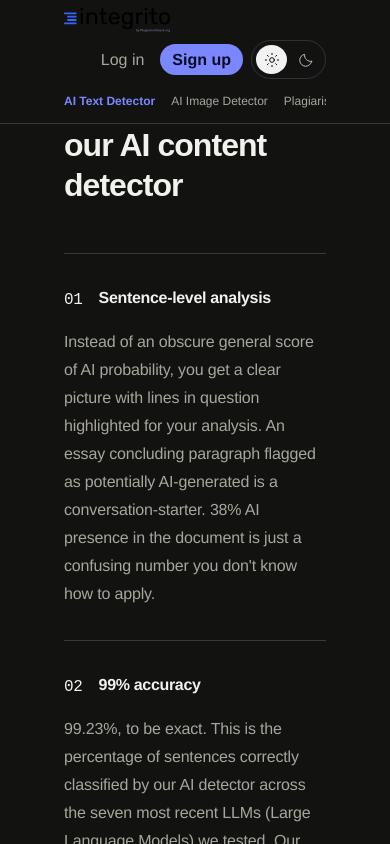 integrito
Log in
Sign up
AI Text Detector
AI Image Detector
Plagiaris
our AI content
detector
01 Sentence-level analysis
Instead of an obscure general score
of AI probability, you get a clear
picture with lines in question
highlighted for your analysis. An
essay concluding paragraph flagged
as potentially AI-generated is a
conversation-starter. 38% AI
presence in the document is just a
confusing number you don't know
how to apply.
02 99% accuracy
99.23%, to be exact. This is the
percentage of sentences correctly
classified by our AI detector across
the seven most recent LLMs (Large
Language Models) we tested. Our